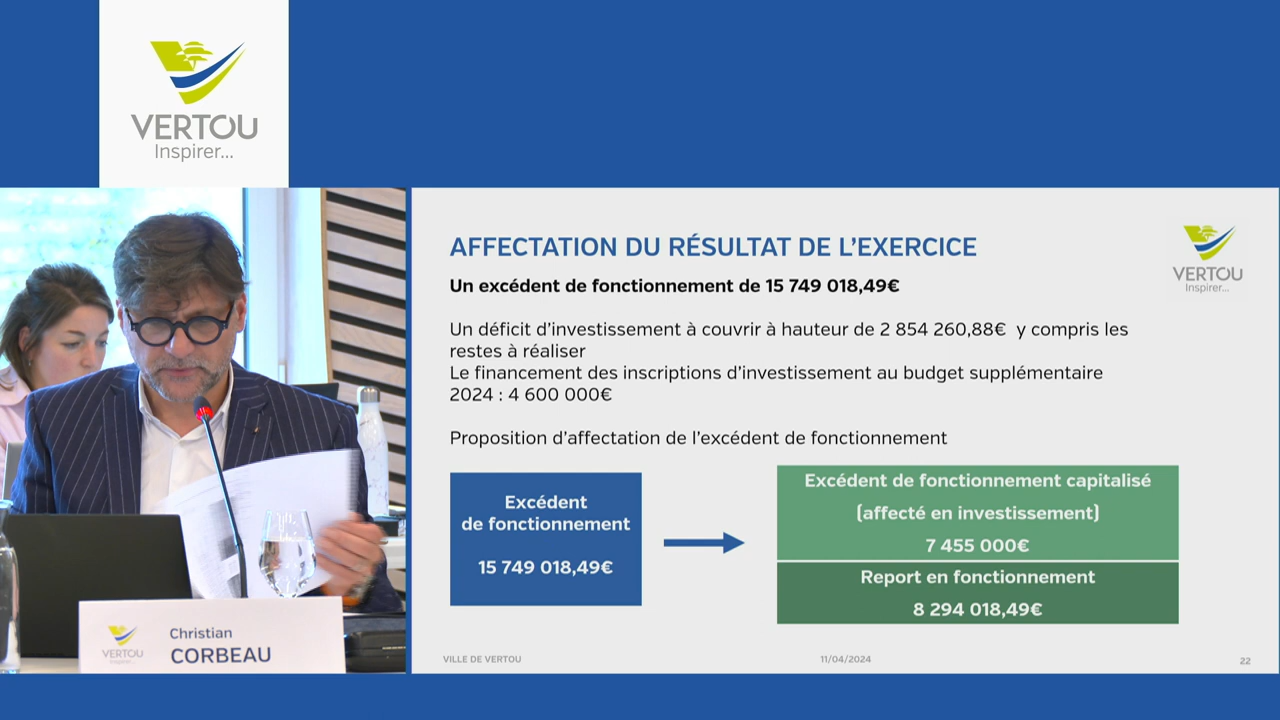 VERTOU
Inspirer...
AFFECTATION DU RÉSULTAT DE L'EXERCICE
VERTOU
Inspirer...
Un excédent de fonctionnement de 15 749 018,49€
Un déficit d'investissement à couvrir à hauteur de 2 854 260,88€ y compris les
restes à réaliser
Le financement des inscriptions d'investissement au budget supplémentaire
2024 : 4 600 000€
Proposition d'affectation de l'excédent de fonctionnement
Excédent
de fonctionnement
15 749 018,49€
Excédent de fonctionnement capitalisé
(affecté en investissement)
7 455 000€
Report en fonctionnement
8 294 018,49€
VILLE DE VERTOU
11/04/2024
22
VERTOU
Inspirer...
Christian
CORBEAU